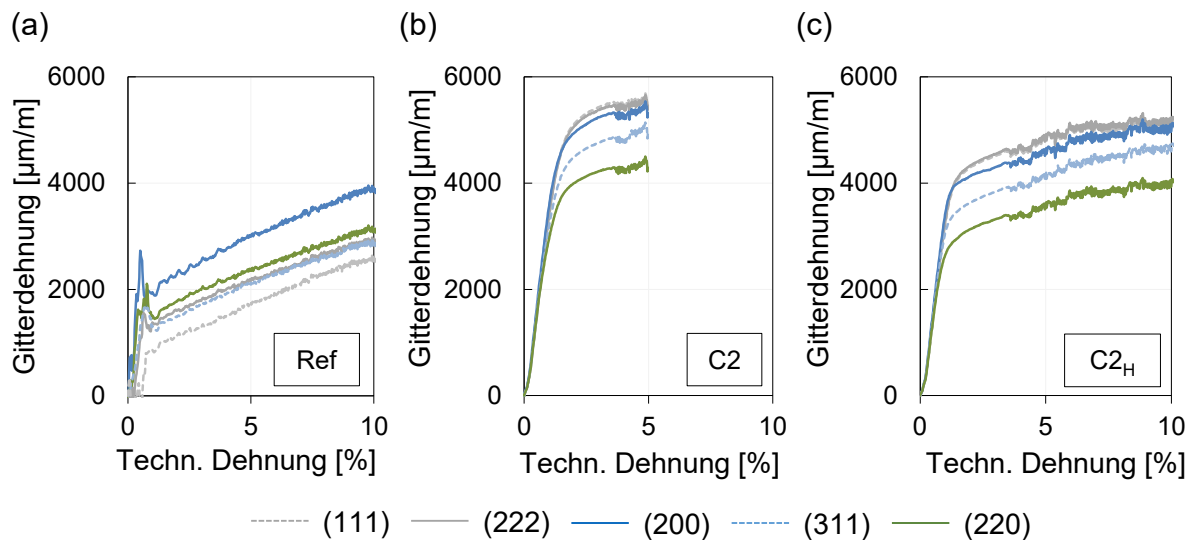 (a)
(b)
(c)
Gitterdehnung [µm/m]
6000
4000
2000
0
0
5
10
Techn. Dehnung [%]
Ref
Gitterdehnung [µm/m]
6000
4000
2000
0
0
5
10
Techn. Dehnung [%]
C2
Gitterdehnung [µm/m]
6000
4000
2000
0
0
5
10
Techn. Dehnung [%]
C2H
(111)
(222)
(200)
(311)
(220)